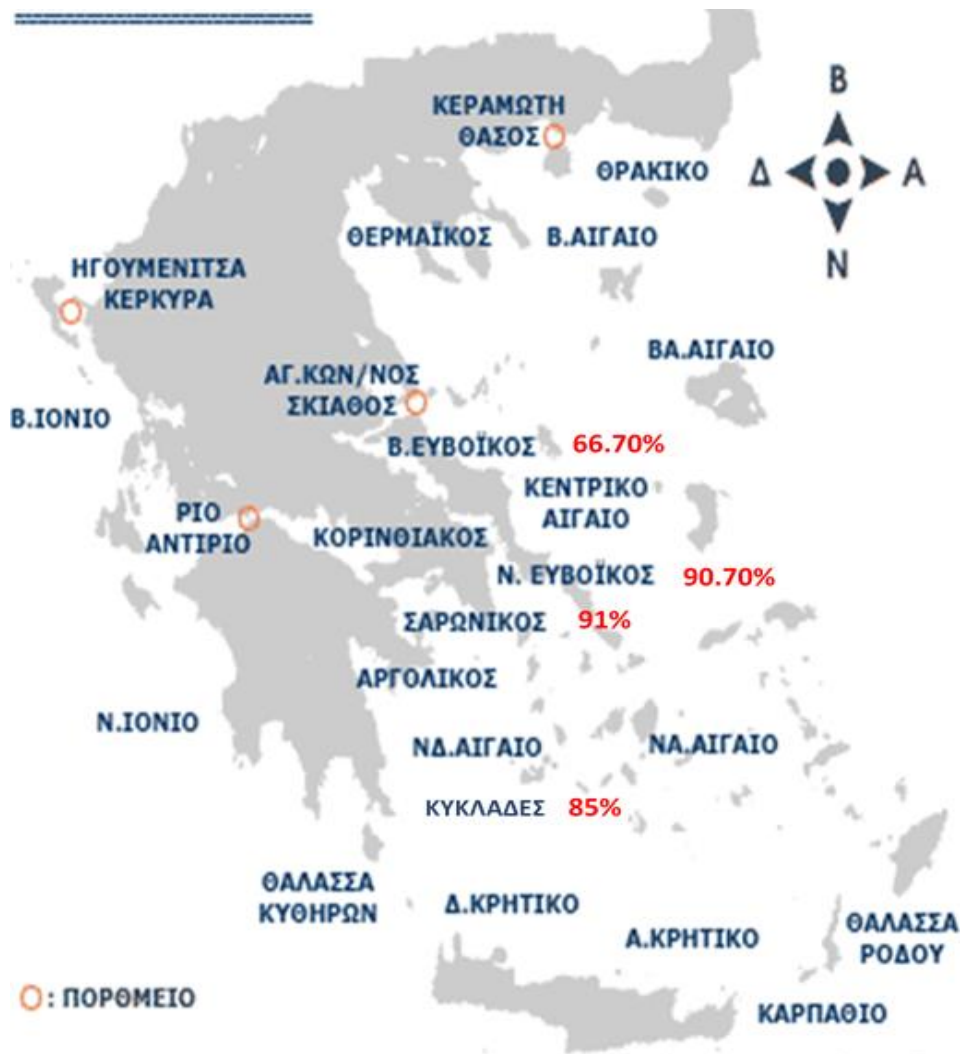 Β
ΚΕΡΑΜΩΤΗ
ΘΑΣΟΣ
ΘΡΑΚΙΚΟ
Δ
Α
ΘΕΡΜΑΪΚΟΣ
Β.ΑΙΓΑΙΟ
Ν
ΗΓΟΥΜΕΝΙΤΣΑ
ΚΕΡΚΥΡΑ
ΒΑ.ΑΙΓΑΙΟ
ΑΓ.ΚΩΝ/ΝΟΣ
ΣΚΙΑΘΟΣ
Β.ΙΟΝΙΟ
Β.ΕΥΒΟΪΚΟΣ 66.70%
ΚΕΝΤΡΙΚΟ
ΑΙΓΑΙΟ
ΡΙΟ
ΑΝΤΙΡΙΟ
ΚΟΡΙΝΘΙΑΚΟΣ
Ν. ΕΥΒΟΪΚΟΣ 90.70%
ΣΑΡΩΝΙΚΟΣ 91%
ΑΡΓΟΛΙΚΟΣ
Ν.ΙΟΝΙΟ
ΝΔ.ΑΙΓΑΙΟ
ΝΑ.ΑΙΓΑΙΟ
ΚΥΚΛΑΔΕΣ 85%
ΘΑΛΑΣΣΑ
ΚΥΘΗΡΩΝ
Δ.ΚΡΗΤΙΚΟ
Α.ΚΡΗΤΙΚΟ
ΘΑΛΑΣΣΑ
ΡΟΔΟΥ
: ΠΟΡΘΜΕΙΟ
ΚΑΡΠΑΘΙΟ